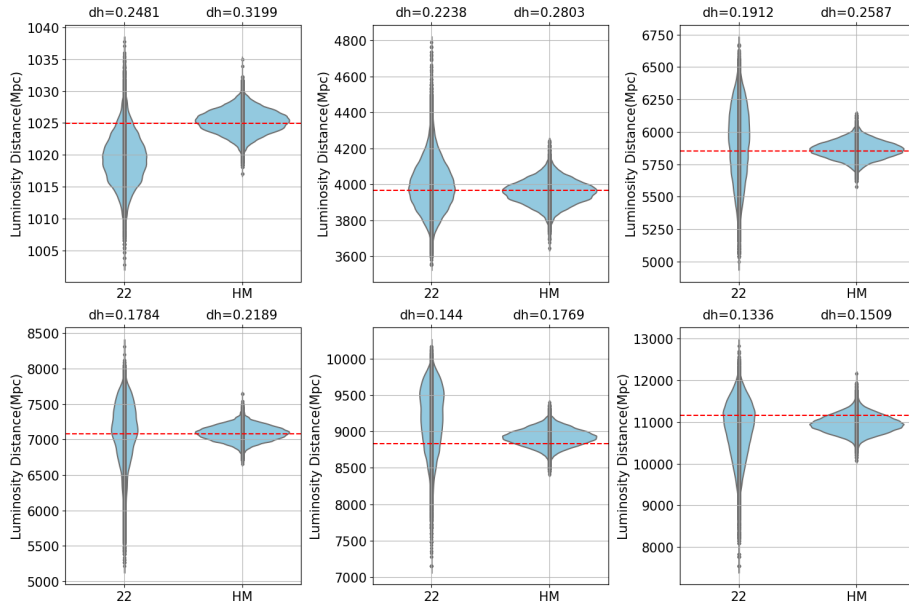 dh=0.2481 dh=0.3199
Luminosity Distance(Mpc)
1040
1035
1030
1025
1020
1015
1010
1005
22 HM
dh=0.2238 dh=0.2803
Luminosity Distance(Mpc)
4800
4600
4400
4200
4000
3800
3600
22 HM
dh=0.1912 dh=0.2587
Luminosity Distance(Mpc)
6750
6500
6250
6000
5750
5500
5250
5000
22 HM
dh=0.1784 dh=0.2189
Luminosity Distance(Mpc)
8500
8000
7500
7000
6500
6000
5500
5000
22 HM
dh=0.144 dh=0.1769
Luminosity Distance(Mpc)
10000
9500
9000
8500
8000
7500
7000
22 HM
dh=0.1336 dh=0.1509
Luminosity Distance(Mpc)
13000
12000
11000
10000
9000
8000
22 HM